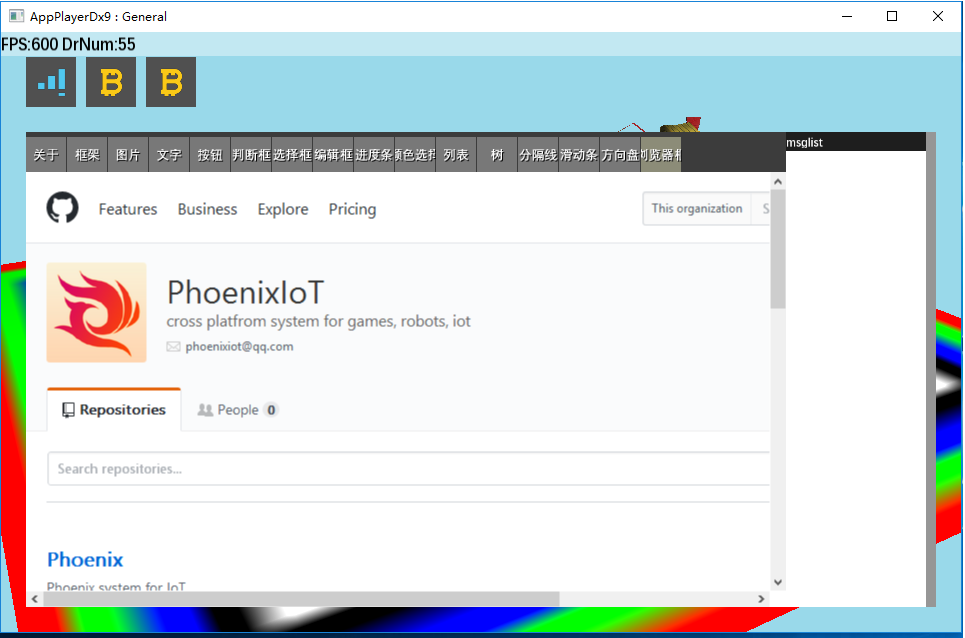 AppPlayerDx9 : General
FPS:600 DrNum:55
关于 框架 图片 文字 按钮 判断框 选择框 编辑框 进度条 颜色选择 列表 树 分隔线 滑动条 方向盘 浏览器框
msglist
Features Business Explore Pricing This organization S
PhoenixIoT
cross platfrom system for games, robots, iot
phoenixiot@qq.com
Repositories People 0
Search repositories...
Phoenix
Phoenix system for IoT